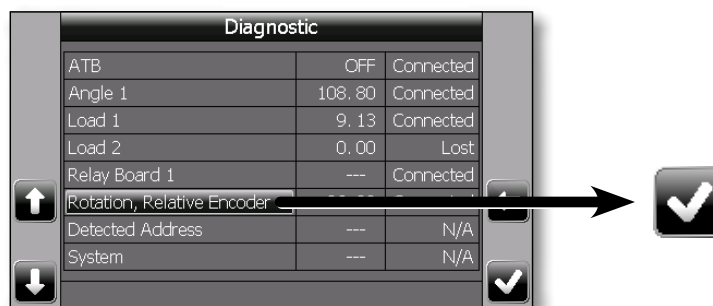 Diagnostic
ATB OFF Connected
Angle 1 108.80 Connected
Load 1 9.13 Connected
Load 2 0.00 Lost
Relay Board 1 --- Connected
Rotation, Relative Encoder
Detected Address --- N/A
System --- N/A